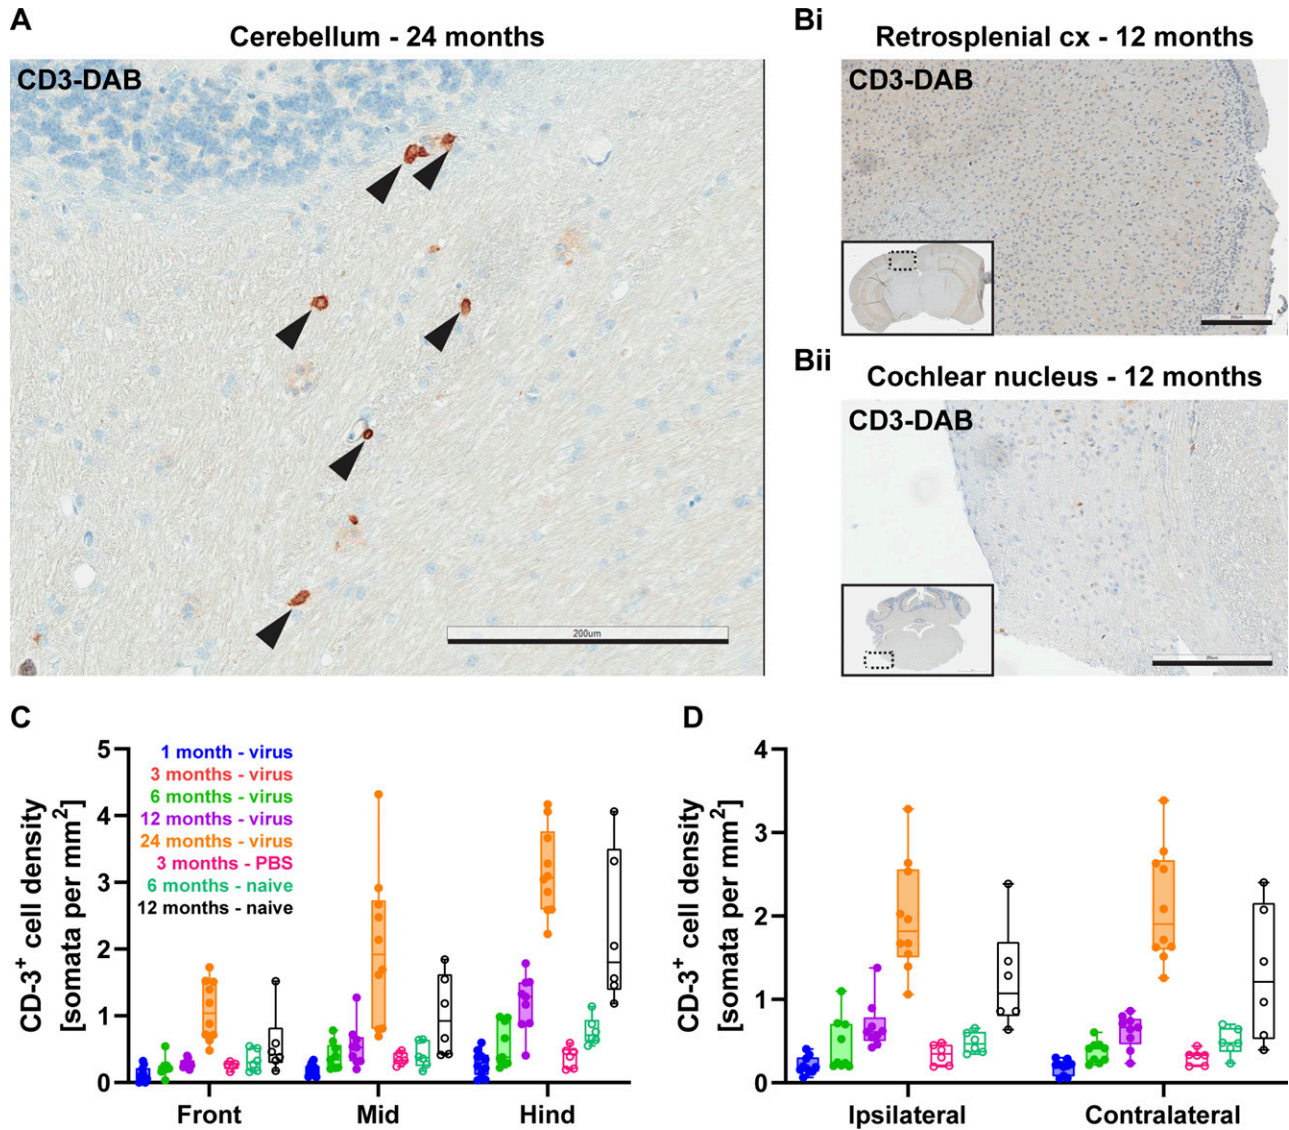 A
Cerebellum - 24 months
CD3-DAB
200um
Bi
Retrosplenial cx - 12 months
CD3-DAB
Bii
Cochlear nucleus - 12 months
CD3-DAB
C
CD-3+ cell density
[somata per mm2]
5
4
3
2
1
0
1 month - virus
3 months - virus
6 months - virus
12 months - virus
24 months - virus
3 months - PBS
6 months - naive
12 months - naive
Front
Mid
Hind
D
CD-3+ cell density
[somata per mm2]
4
3
2
1
0
Ipsilateral
Contralateral